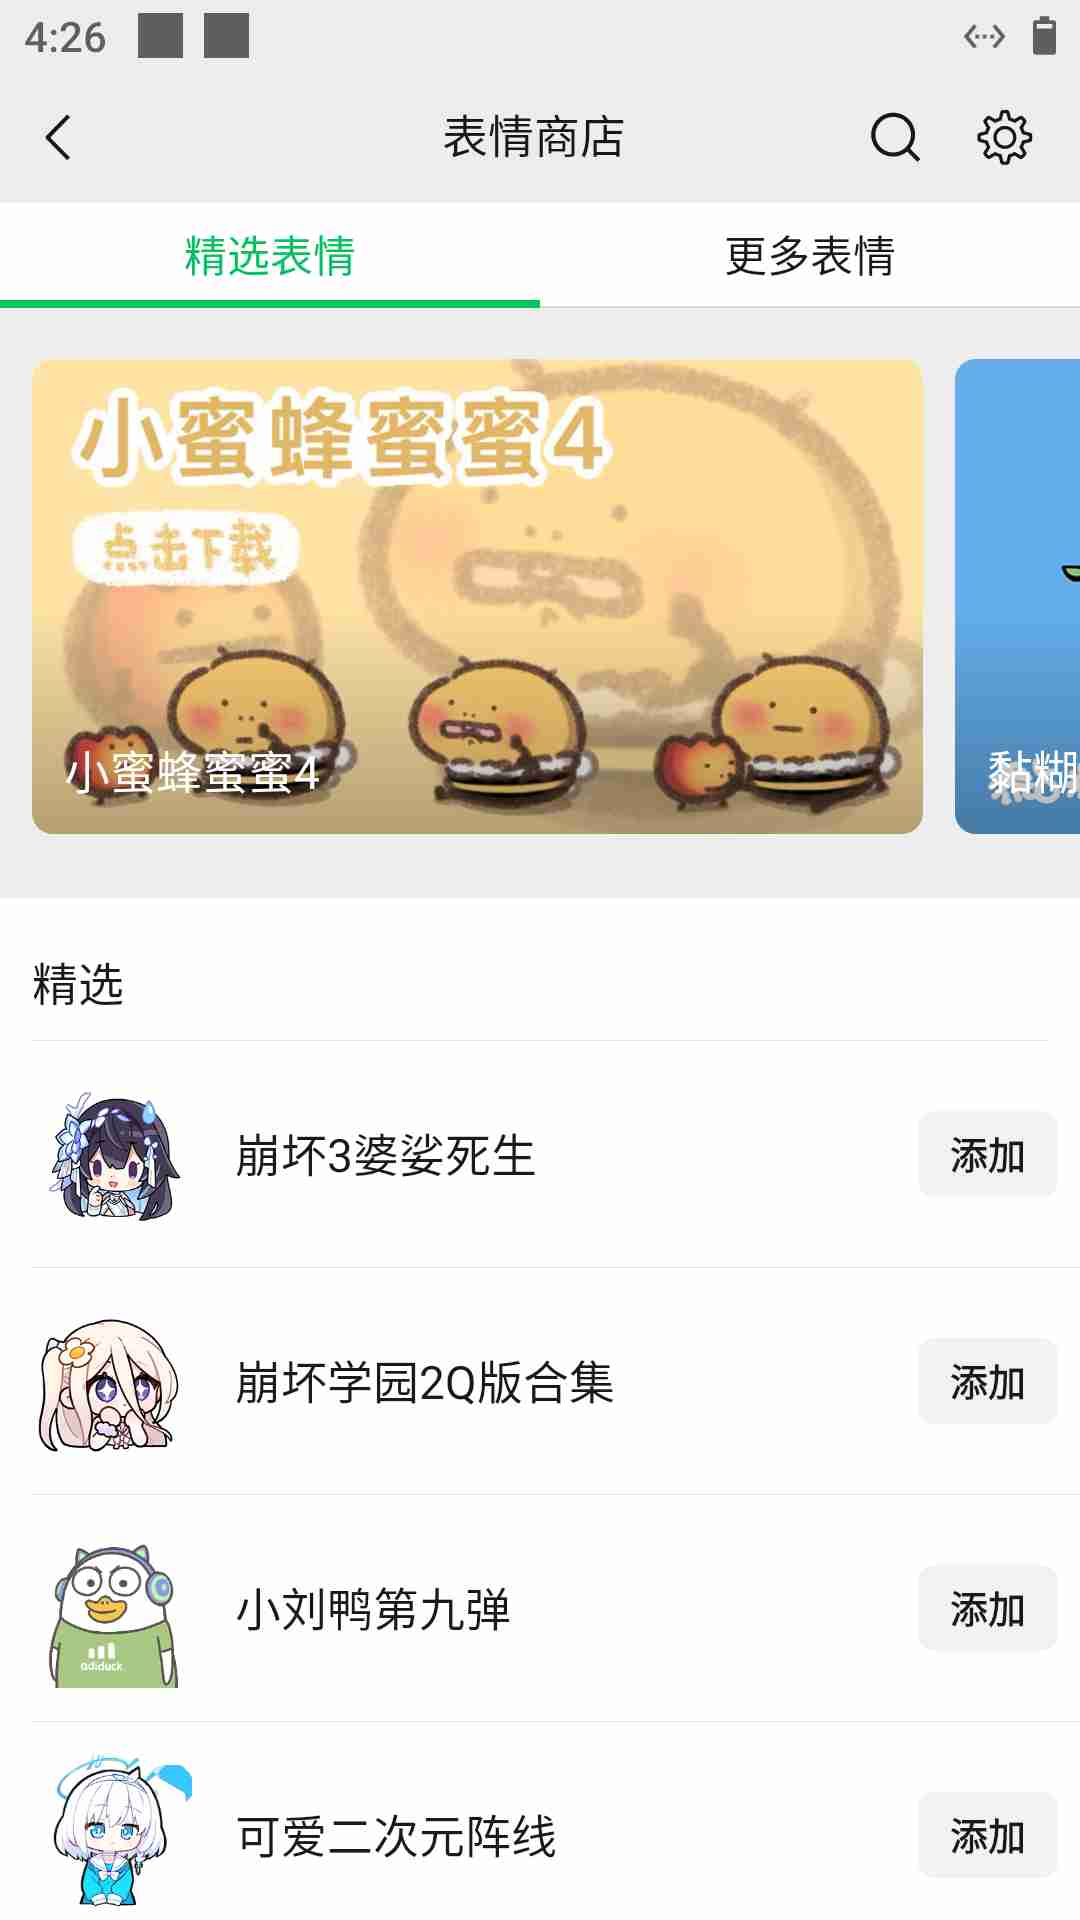 4:26
表情商店
精选表情
更多表情
小蜜蜂蜜蜜4
点击下载
小蜜蜂蜜蜜4
黏糊
精选
崩坏3婆娑死生
添加
崩坏学园2Q版合集
添加
adiduck
小刘鸭第九弹
添加
可爱二次元阵线
添加